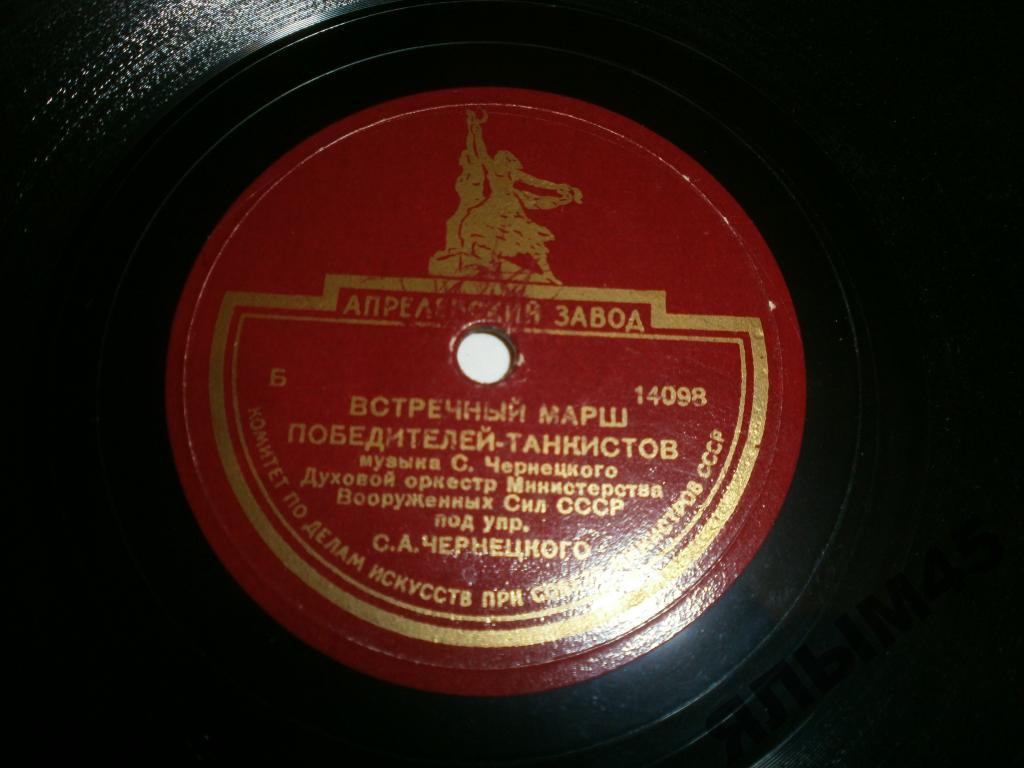 АПРЕЛЕВСКИЙ ЗАВОД
Б
14098
ВСТРЕЧНЫЙ МАРШ
ПОБЕДИТЕЛЕЙ-ТАНКИСТОВ
музыка С. Чернецкого
Духовой оркестр Министерства
Вооруженных Сил СССР
под упр.
С.А.ЧЕРНЕЦКОГО
КОМИТЕТ ПО ДЕЛАМ ИСКУССТВ ПРИ СОВЕТЕ МИНИСТРОВ СССР
ЯЛЫМ45